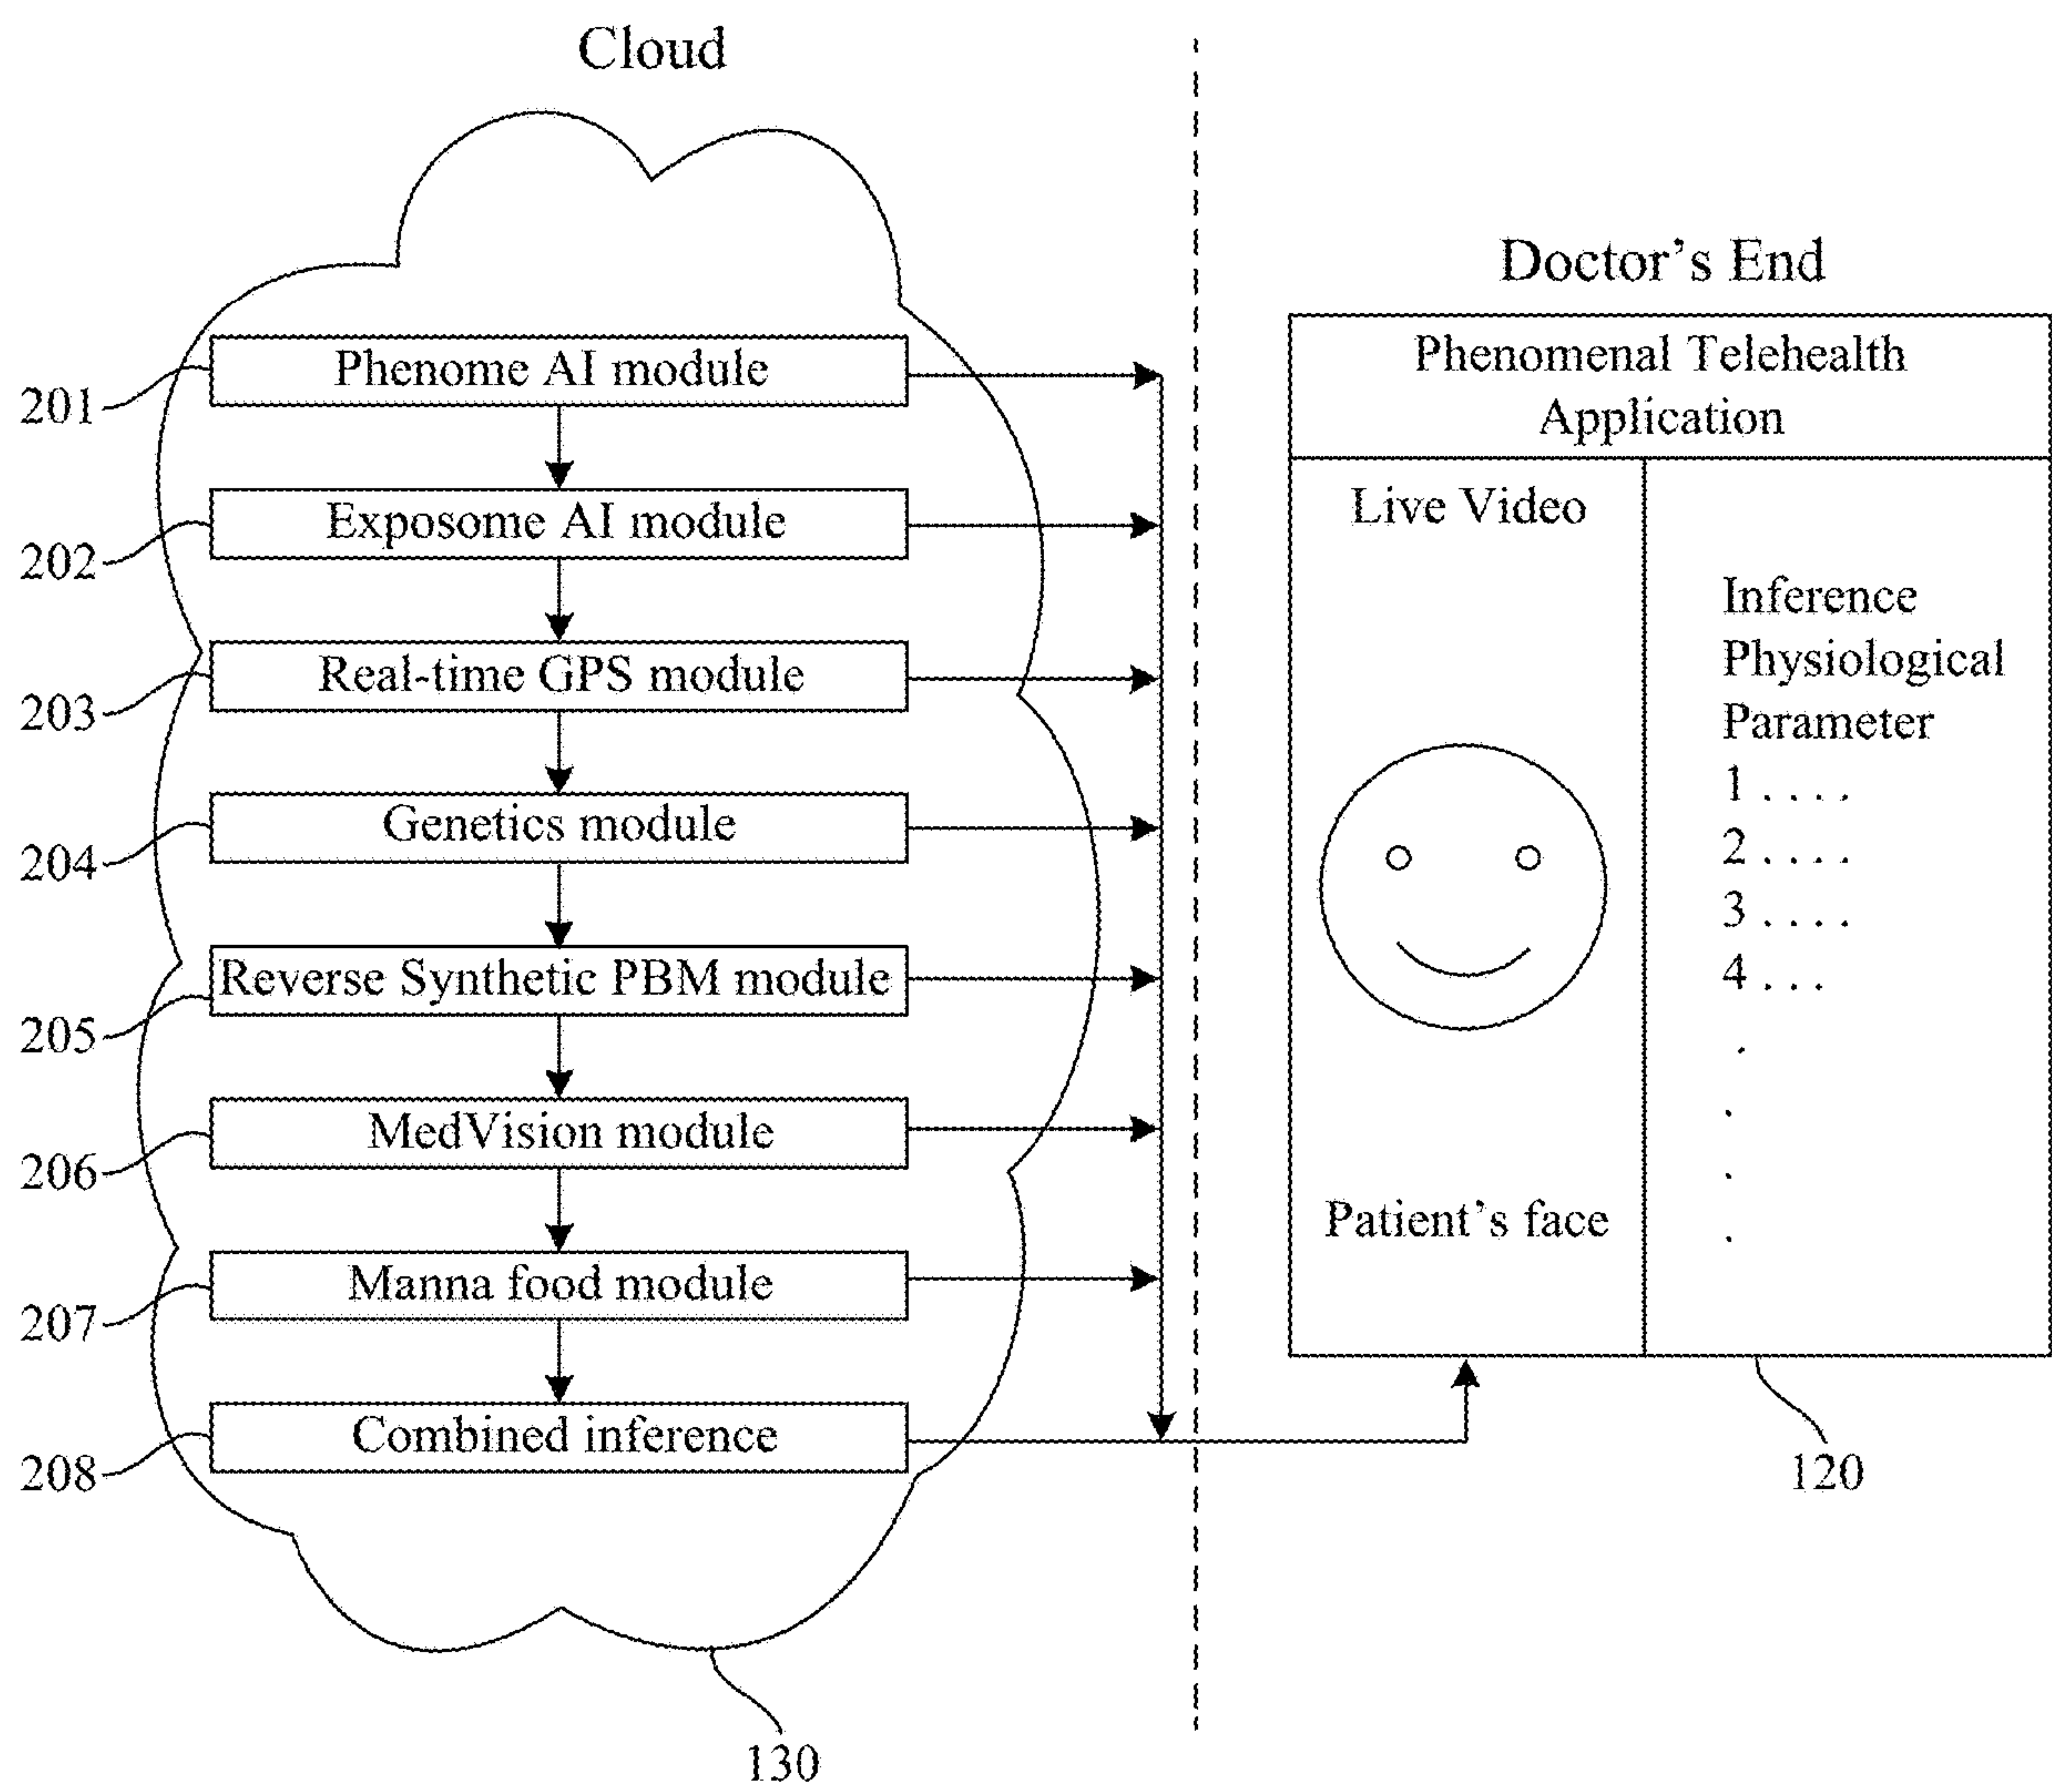 Cloud
201
Phenome AI module
202
Exposome AI module
203
Real-time GPS module
204
Genetics module
205
Reverse Synthetic PBM module
206
MedVision module
207
Manna food module
208
Combined inference
130
Doctor's End
Phenomenal Telehealth
Application
Live Video
Patient's face
Inference
Physiological
Parameter
1 . . . .
2 . . . .
3 . . . .
4 . . .
.
.
.
.
120